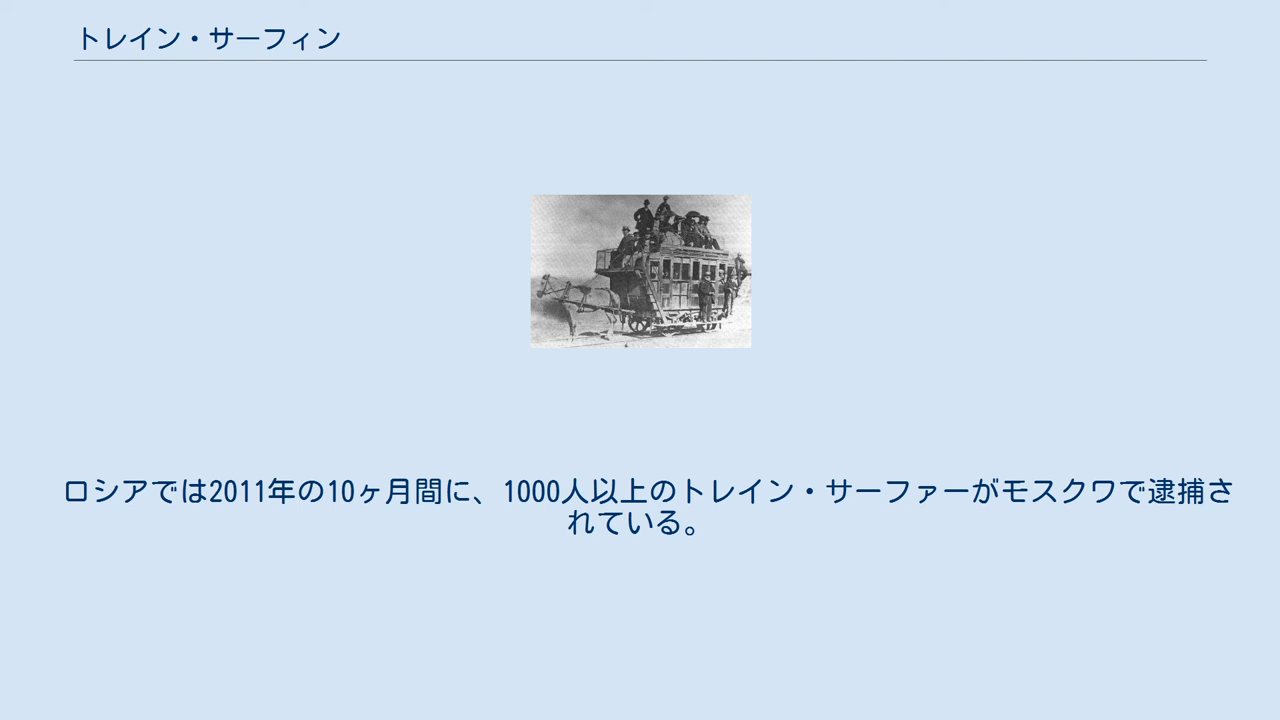 トレイン・サーフィン
ロシアでは2011年の10ヶ月間に、1000人以上のトレイン・サーファーがモスクワで逮捕さ
れている。